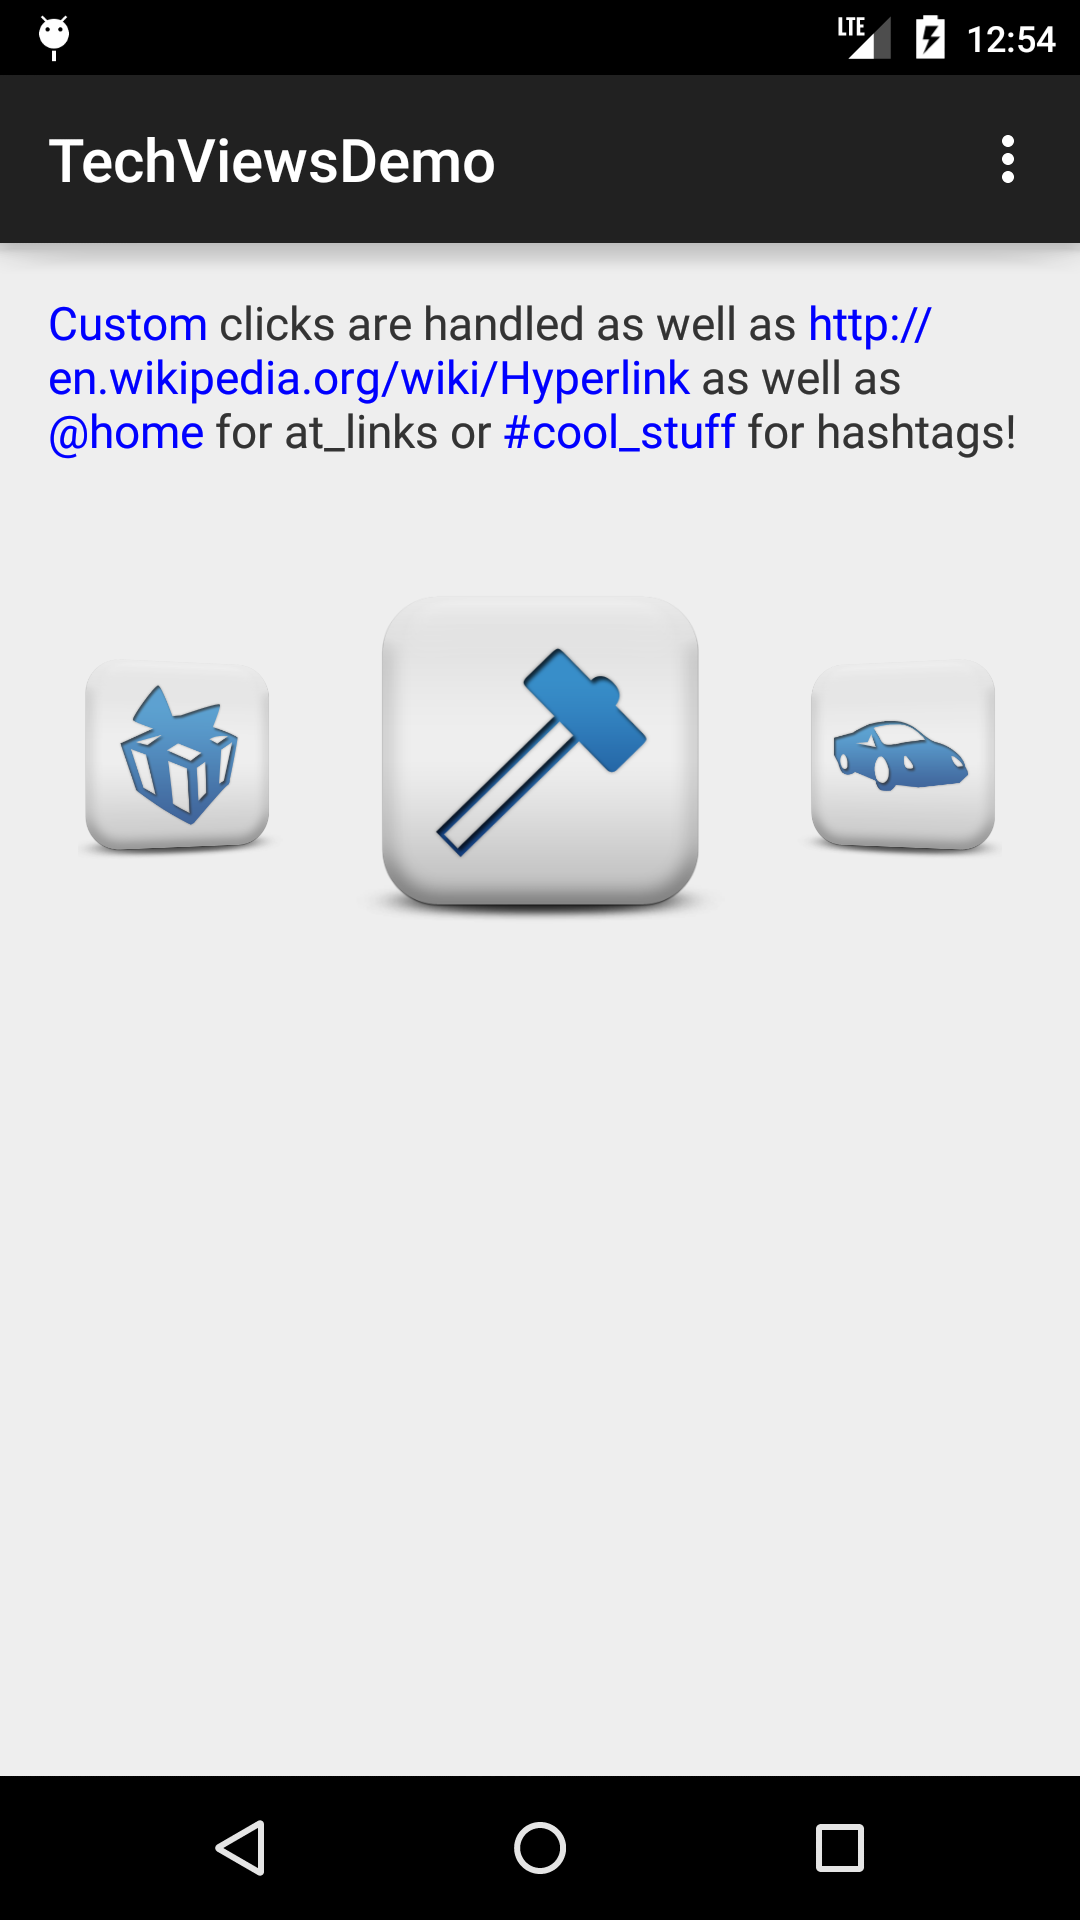 LTE 12:54
TechViewsDemo
Custom clicks are handled as well as http://
en.wikipedia.org/wiki/Hyperlink as well as
@home for at_links or #cool_stuff for hashtags!